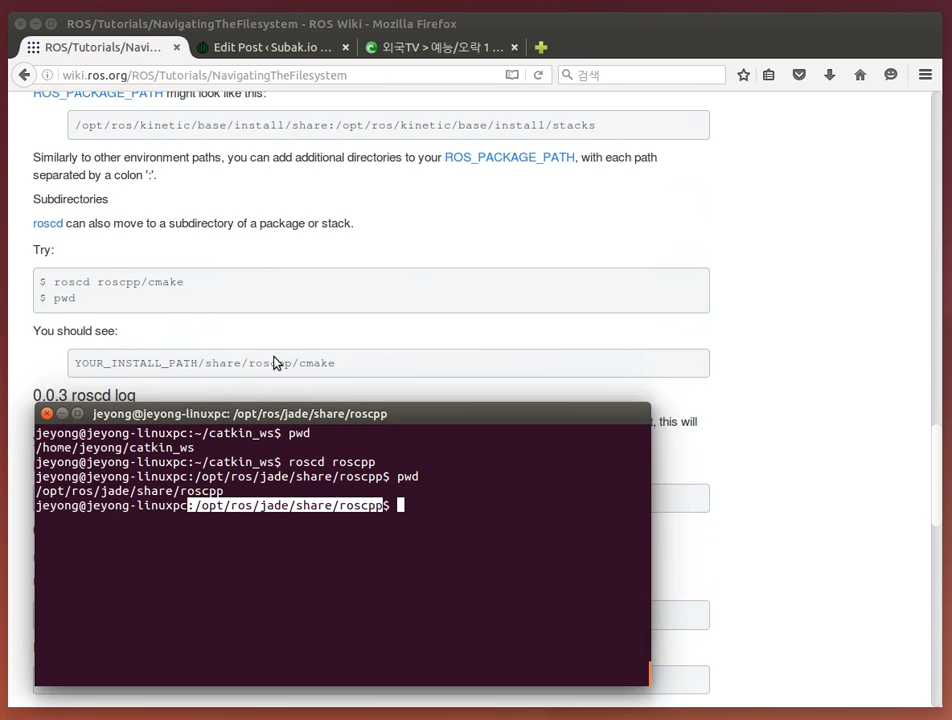 ROS/Tutorials/NavigatingTheFilesystem - ROS Wiki - Mozilla Firefox
ROS/Tutorials/Navi... × Edit Post ‹ Subak.io ... × 외국TV > 예능/오락 1 ... ×
wiki.ros.org/ROS/Tutorials/NavigatingTheFilesystem 검색
ROS_PACKAGE_PATH might look like this:
/opt/ros/kinetic/base/install/share:/opt/ros/kinetic/base/install/stacks
Similarly to other environment paths, you can add additional directories to your ROS_PACKAGE_PATH, with each path
separated by a colon ':'.
Subdirectories
roscd can also move to a subdirectory of a package or stack.
Try:
$ roscd roscpp/cmake
$ pwd
You should see:
YOUR_INSTALL_PATH/share/roscpp/cmake
0.0.3 roscd log
t, this will
jeyong@jeyong-linuxpc: /opt/ros/jade/share/roscpp
jeyong@jeyong-linuxpc:~/catkin_ws$ pwd
/home/jeyong/catkin_ws
jeyong@jeyong-linuxpc:~/catkin_ws$ roscd roscpp
jeyong@jeyong-linuxpc:/opt/ros/jade/share/roscpp$ pwd
/opt/ros/jade/share/roscpp
jeyong@jeyong-linuxpc:/opt/ros/jade/share/roscpp$